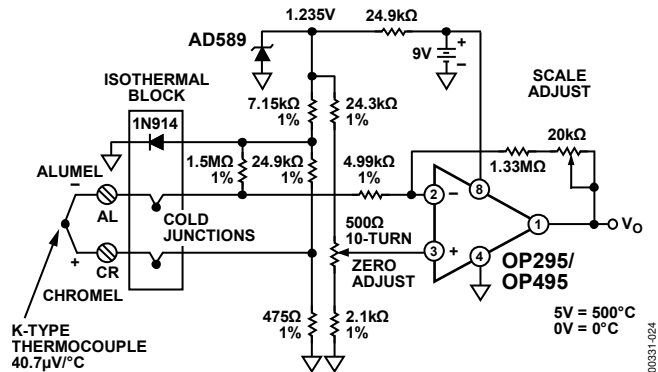 1.235V
24.9kΩ
AD589
9V
+
–
ISOTHERMAL
BLOCK
SCALE
ADJUST
7.15kΩ
1%
24.3kΩ
1%
1N914
20kΩ
1.5MΩ
1%
24.9kΩ
1%
4.99kΩ
1%
1.33MΩ
ALUMEL
–
AL
COLD
JUNCTIONS
2
–
8
1
VO
500Ω
10-TURN
3
+
4
ZERO
ADJUST
OP295/
OP495
+
CR
CHROMEL
5V = 500°C
0V = 0°C
475Ω
1%
2.1kΩ
1%
K-TYPE
THERMOCOUPLE
40.7µV/°C
00331-024